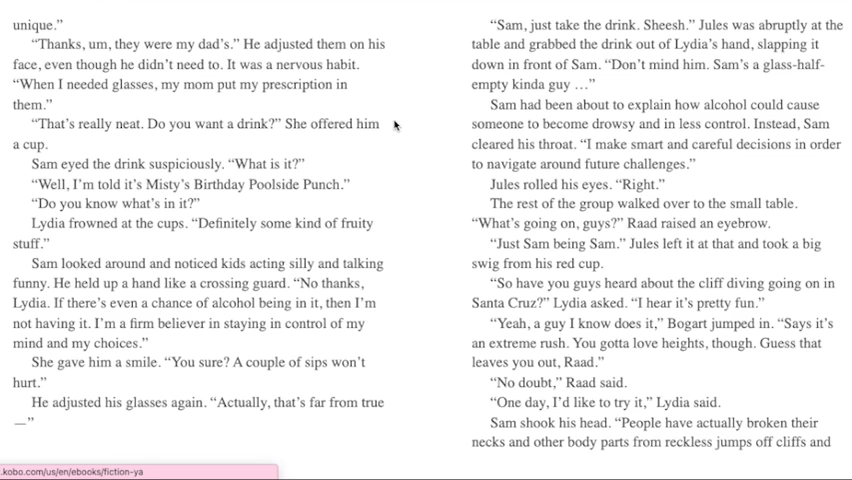 unique.”
“Thanks, um, they were my dad’s.” He adjusted them on his
face, even though he didn’t need to. It was a nervous habit.
“When I needed glasses, my mom put my prescription in
them.”
“That’s really neat. Do you want a drink?” She offered him
a cup.
Sam eyed the drink suspiciously. “What is it?”
“Well, I’m told it’s Misty’s Birthday Poolside Punch.”
“Do you know what’s in it?”
Lydia frowned at the cups. “Definitely some kind of fruity
stuff.”
Sam looked around and noticed kids acting silly and talking
funny. He held up a hand like a crossing guard. “No thanks,
Lydia. If there’s even a chance of alcohol being in it, then I’m
not having it. I’m a firm believer in staying in control of my
mind and my choices.”
She gave him a smile. “You sure? A couple of sips won’t
hurt.”
He adjusted his glasses again. “Actually, that’s far from true
—”
“Sam, just take the drink. Sheesh.” Jules was abruptly at the
table and grabbed the drink out of Lydia’s hand, slapping it
down in front of Sam. “Don’t mind him. Sam’s a glass-half-
empty kinda guy …”
Sam had been about to explain how alcohol could cause
someone to become drowsy and in less control. Instead, Sam
cleared his throat. “I make smart and careful decisions in order
to navigate around future challenges.”
Jules rolled his eyes. “Right.”
The rest of the group walked over to the small table.
“What’s going on, guys?” Raad raised an eyebrow.
“Just Sam being Sam.” Jules left it at that and took a big
swig from his red cup.
“So have you guys heard about the cliff diving going on in
Santa Cruz?” Lydia asked. “I hear it’s pretty fun.”
“Yeah, a guy I know does it,” Bogart jumped in. “Says it’s
an extreme rush. You gotta love heights, though. Guess that
leaves you out, Raad.”
“No doubt,” Raad said.
“One day, I’d like to try it,” Lydia said.
Sam shook his head. “People have actually broken their
necks and other body parts from reckless jumps off cliffs and
.kobo.com/us/en/ebooks/fiction-ya